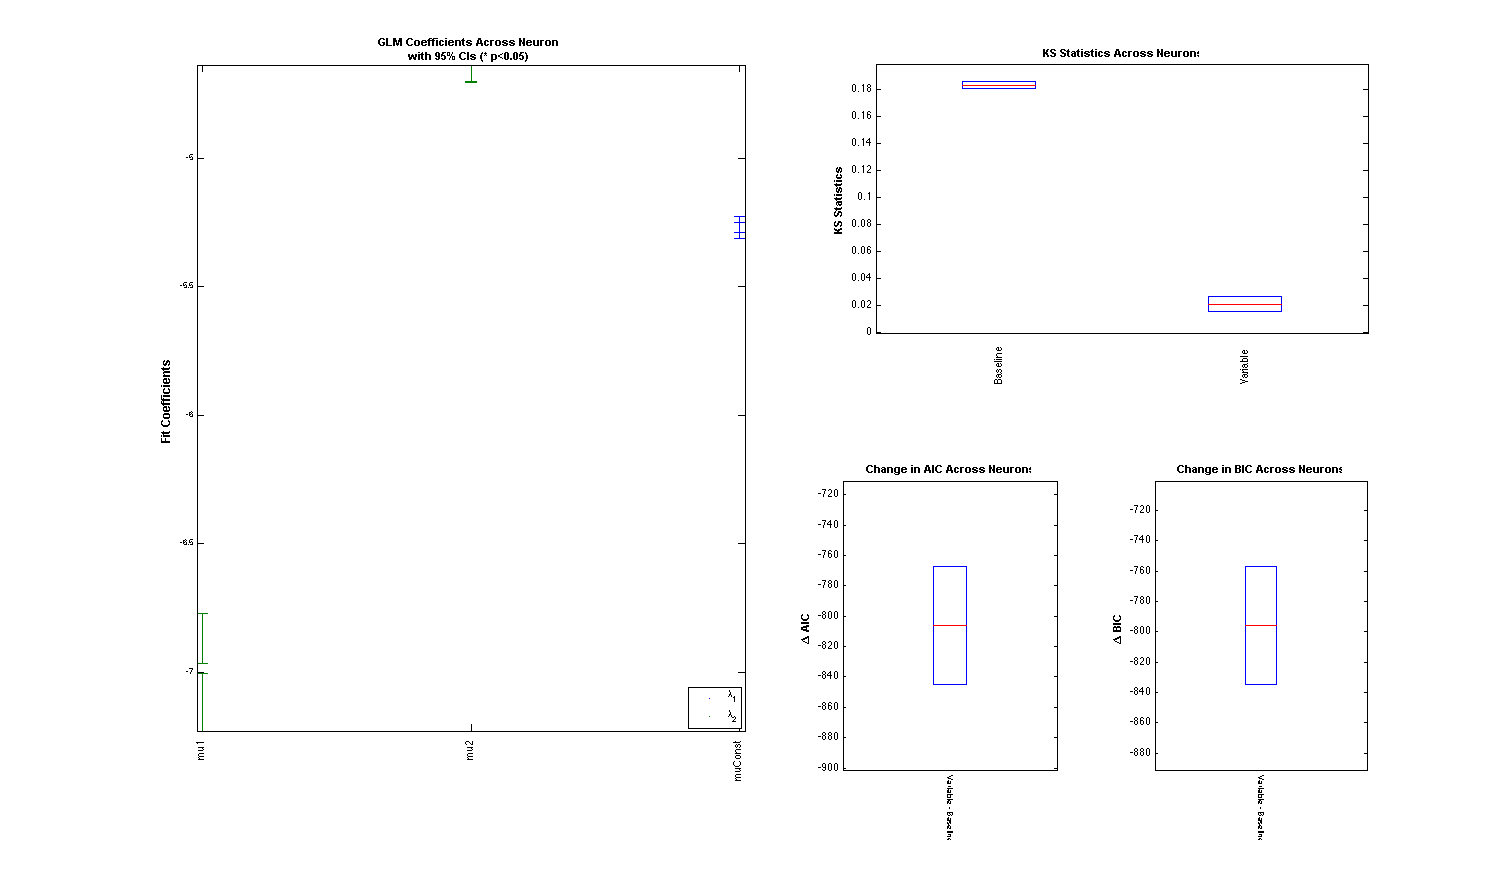 GLM Coefficients Across Neuron
with 95% CIs (* p<0.05)
Fit Coefficients
-5
-5.5
-6
-6.5
-7
mu1
mu2
muConst
λ1
λ2
KS Statistics Across Neurons
KS Statistics
0.18
0.16
0.14
0.12
0.1
0.08
0.06
0.04
0.02
0
Baseline
Variable
Change in AIC Across Neurons
Δ AIC
-720
-740
-760
-780
-800
-820
-840
-860
-880
-900
Variable - Baseline
Change in BIC Across Neurons
Δ BIC
-720
-740
-760
-780
-800
-820
-840
-860
-880
Variable - Baseline